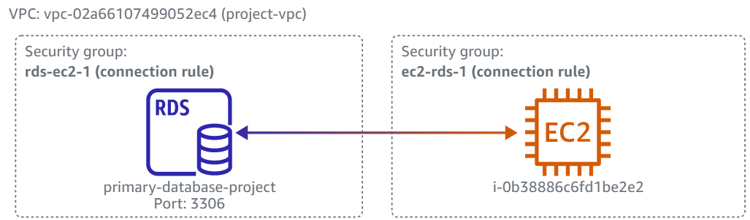 VPC: vpc-02a66107499052ec4 (project-vpc)
Security group:
rds-ec2-1 (connection rule)
RDS
primary-database-project
Port: 3306
Security group:
ec2-rds-1 (connection rule)
EC2
i-0b38886c6fd1be2e2